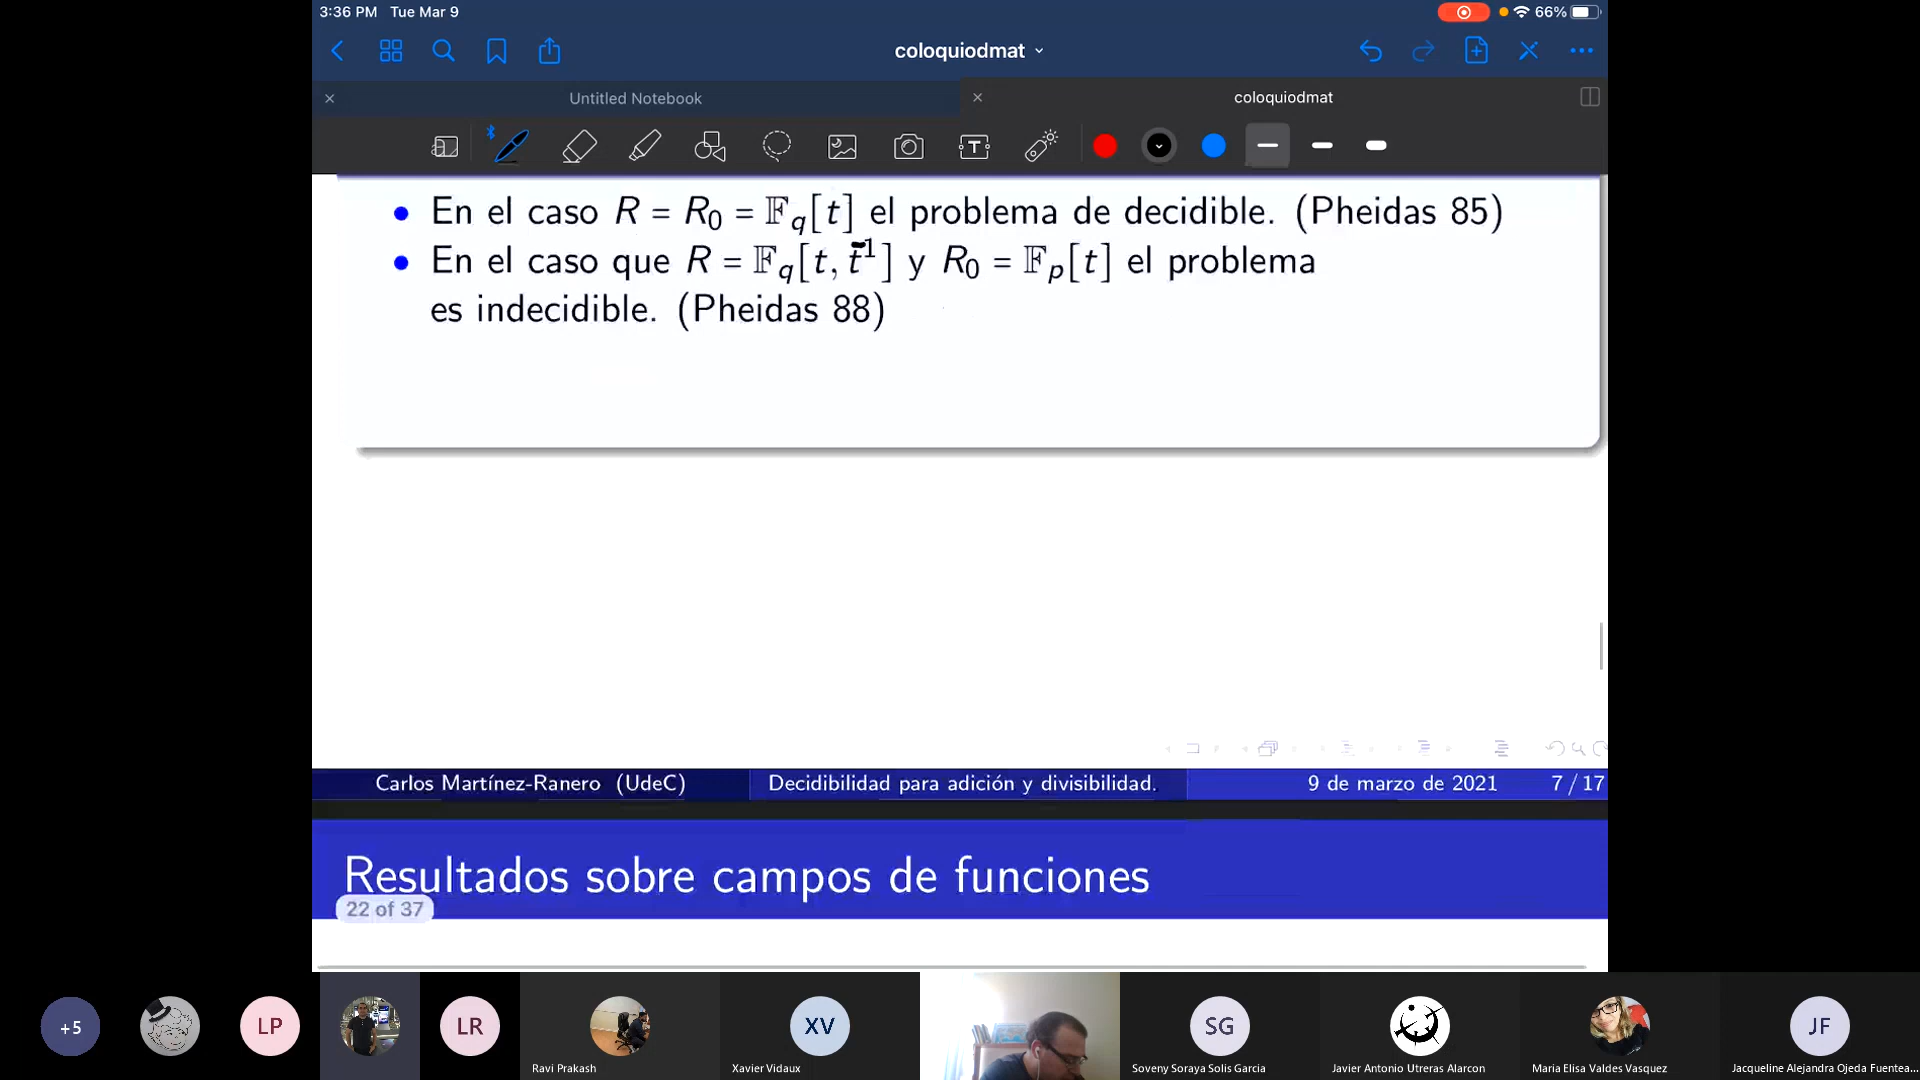 3:36 PM Tue Mar 9
66%
coloquiodmat
Untitled Notebook
coloquiodmat
T
• En el caso R = R₀ = 𝔽q[t] el problema de decidible. (Pheidas 85)
• En el caso que R = 𝔽q[t, t⁻¹] y R₀ = 𝔽p[t] el problema
es indecidible. (Pheidas 88)
Carlos Martínez-Ranero (UdeC) Decidibilidad para adición y divisibilidad. 9 de marzo de 2021 7 / 17
Resultados sobre campos de funciones
22 of 37
+5
LP
LR
XV
SG
JF
Ravi Prakash
Xavier Vidaux
Soveny Soraya Solis Garcia
Javier Antonio Utreras Alarcon
Maria Elisa Valdes Vasquez
Jacqueline Alejandra Ojeda Fuentea...